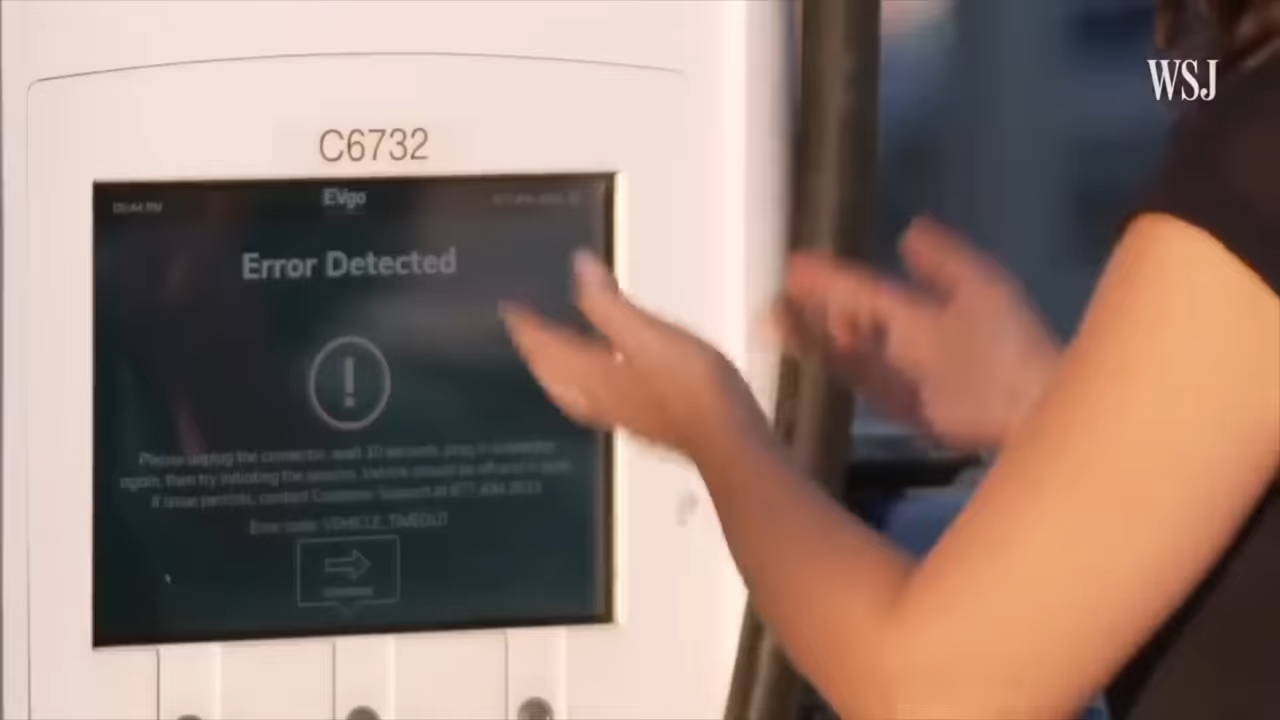 WSJ
C6732
EVgo
Error Detected
!
Please unplug the connector, wait 10 seconds, plug in connector
again, then try initiating the session. Vehicle should be off and in park.
If issue persists, contact Customer Support at
Error code: VEHICLE_TIMEOUT